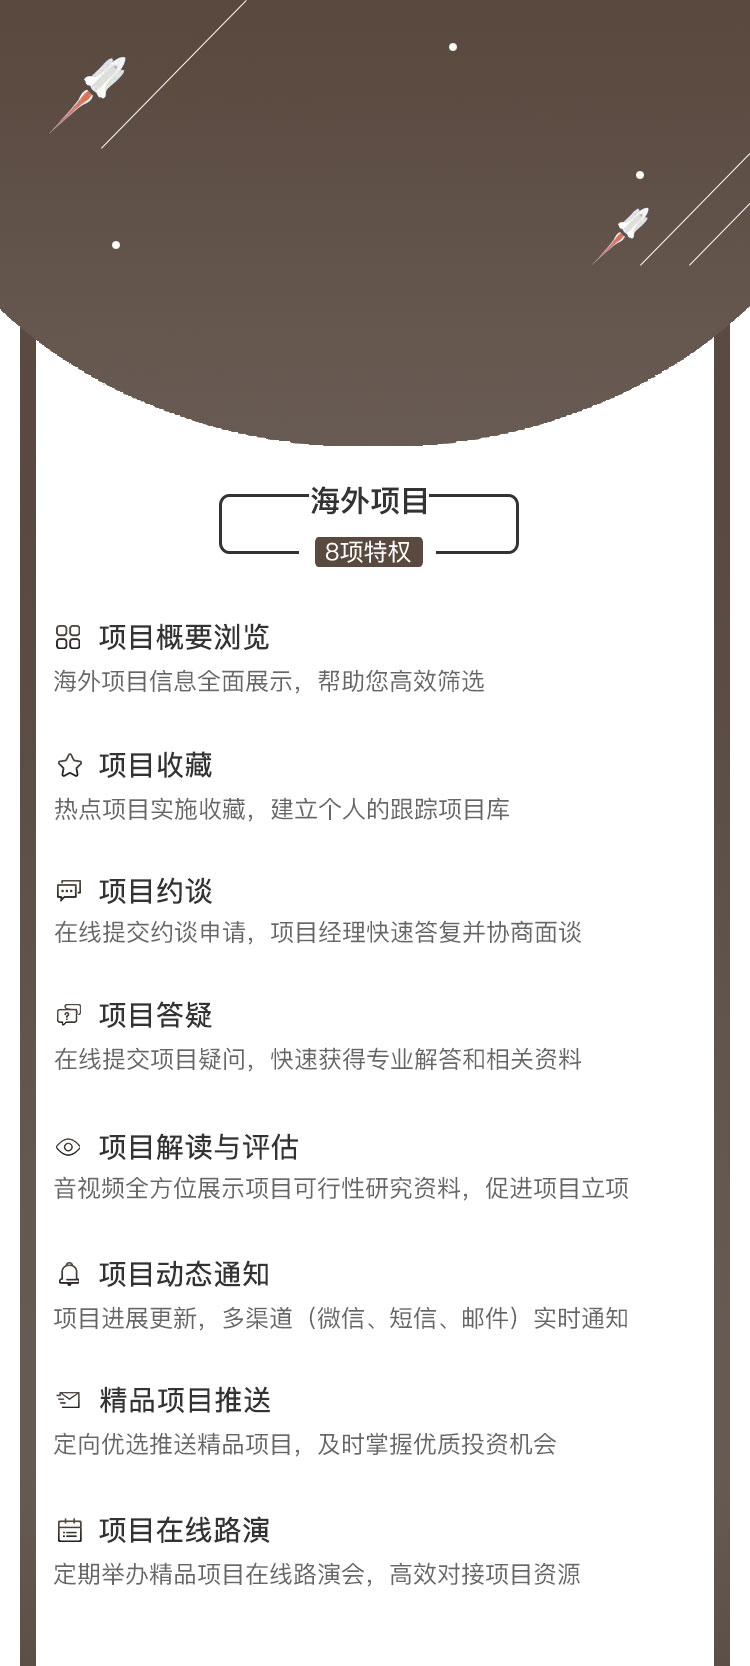 海外项目
8项特权
项目概要浏览
海外项目信息全面展示，帮助您高效筛选
项目收藏
热点项目实施收藏，建立个人的跟踪项目库
项目约谈
在线提交约谈申请，项目经理快速答复并协商面谈
项目答疑
在线提交项目疑问，快速获得专业解答和相关资料
项目解读与评估
音视频全方位展示项目可行性研究资料，促进项目立项
项目动态通知
项目进展更新，多渠道（微信、短信、邮件）实时通知
精品项目推送
定向优选推送精品项目，及时掌握优质投资机会
项目在线路演
定期举办精品项目在线路演会，高效对接项目资源